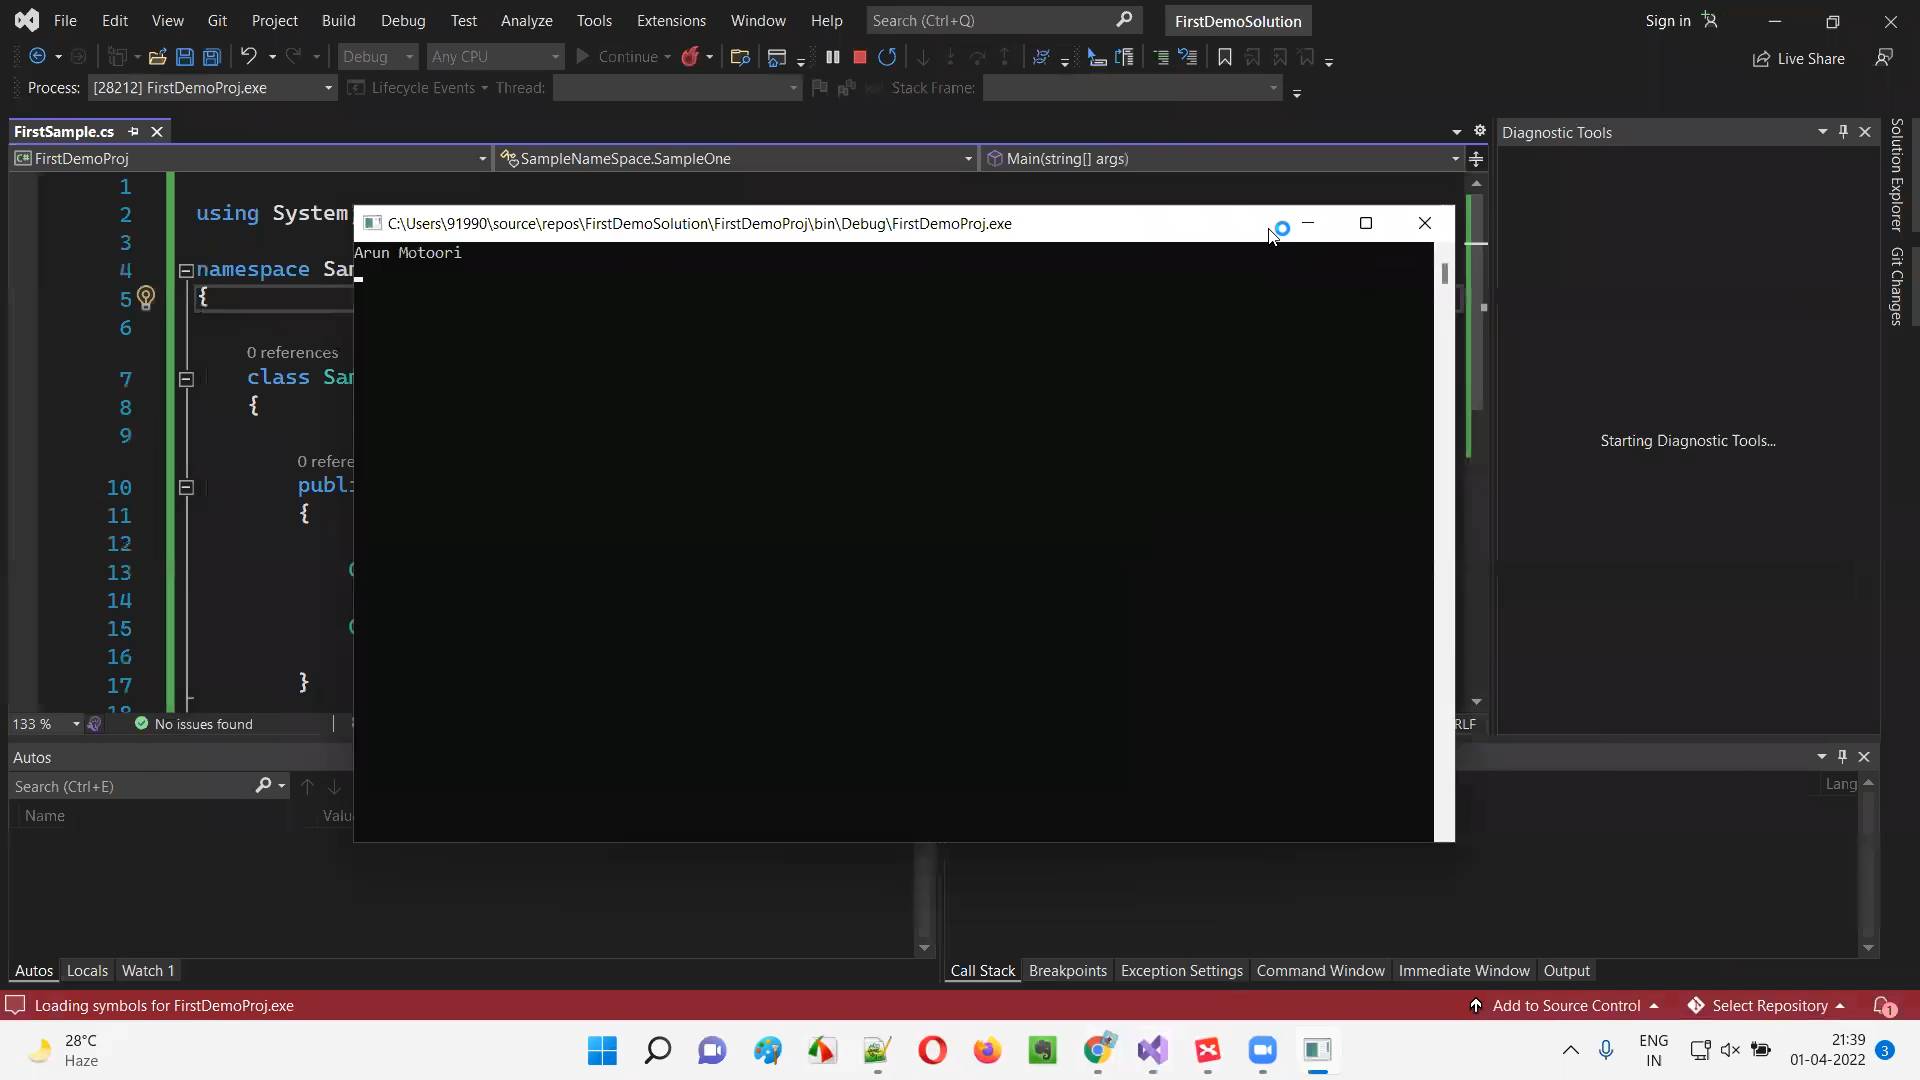 File Edit View Git Project Build Debug Test Analyze Tools Extensions Window Help Search (Ctrl+Q) FirstDemoSolution Sign in
Debug Any CPU Continue Live Share
Process: [28212] FirstDemoProj.exe Lifecycle Events Thread: Stack Frame:
FirstSample.cs
FirstDemoProj SampleNameSpace.SampleOne Main(string[] args)
1
2 using System
3
4 namespace Sam
5 {
6
0 references
7 class Sam
8 {
9
0 refere
10 publi
11 {
12
13
14
15
16
17 }
18
C:\Users\91990\source\repos\FirstDemoSolution\FirstDemoProj\bin\Debug\FirstDemoProj.exe
Arun Motoori
Diagnostic Tools
Starting Diagnostic Tools...
Solution Explorer
Git Changes
133 % No issues found RLF
Autos
Search (Ctrl+E)
Name Valu
Lang
Autos Locals Watch 1
Call Stack Breakpoints Exception Settings Command Window Immediate Window Output
Loading symbols for FirstDemoProj.exe Add to Source Control Select Repository 1
28°C
Haze
ENG
IN
21:39
01-04-2022
3